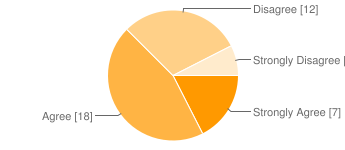 Disagree [12]
Strongly Disagree [
Agree [18]
Strongly Agree [7]